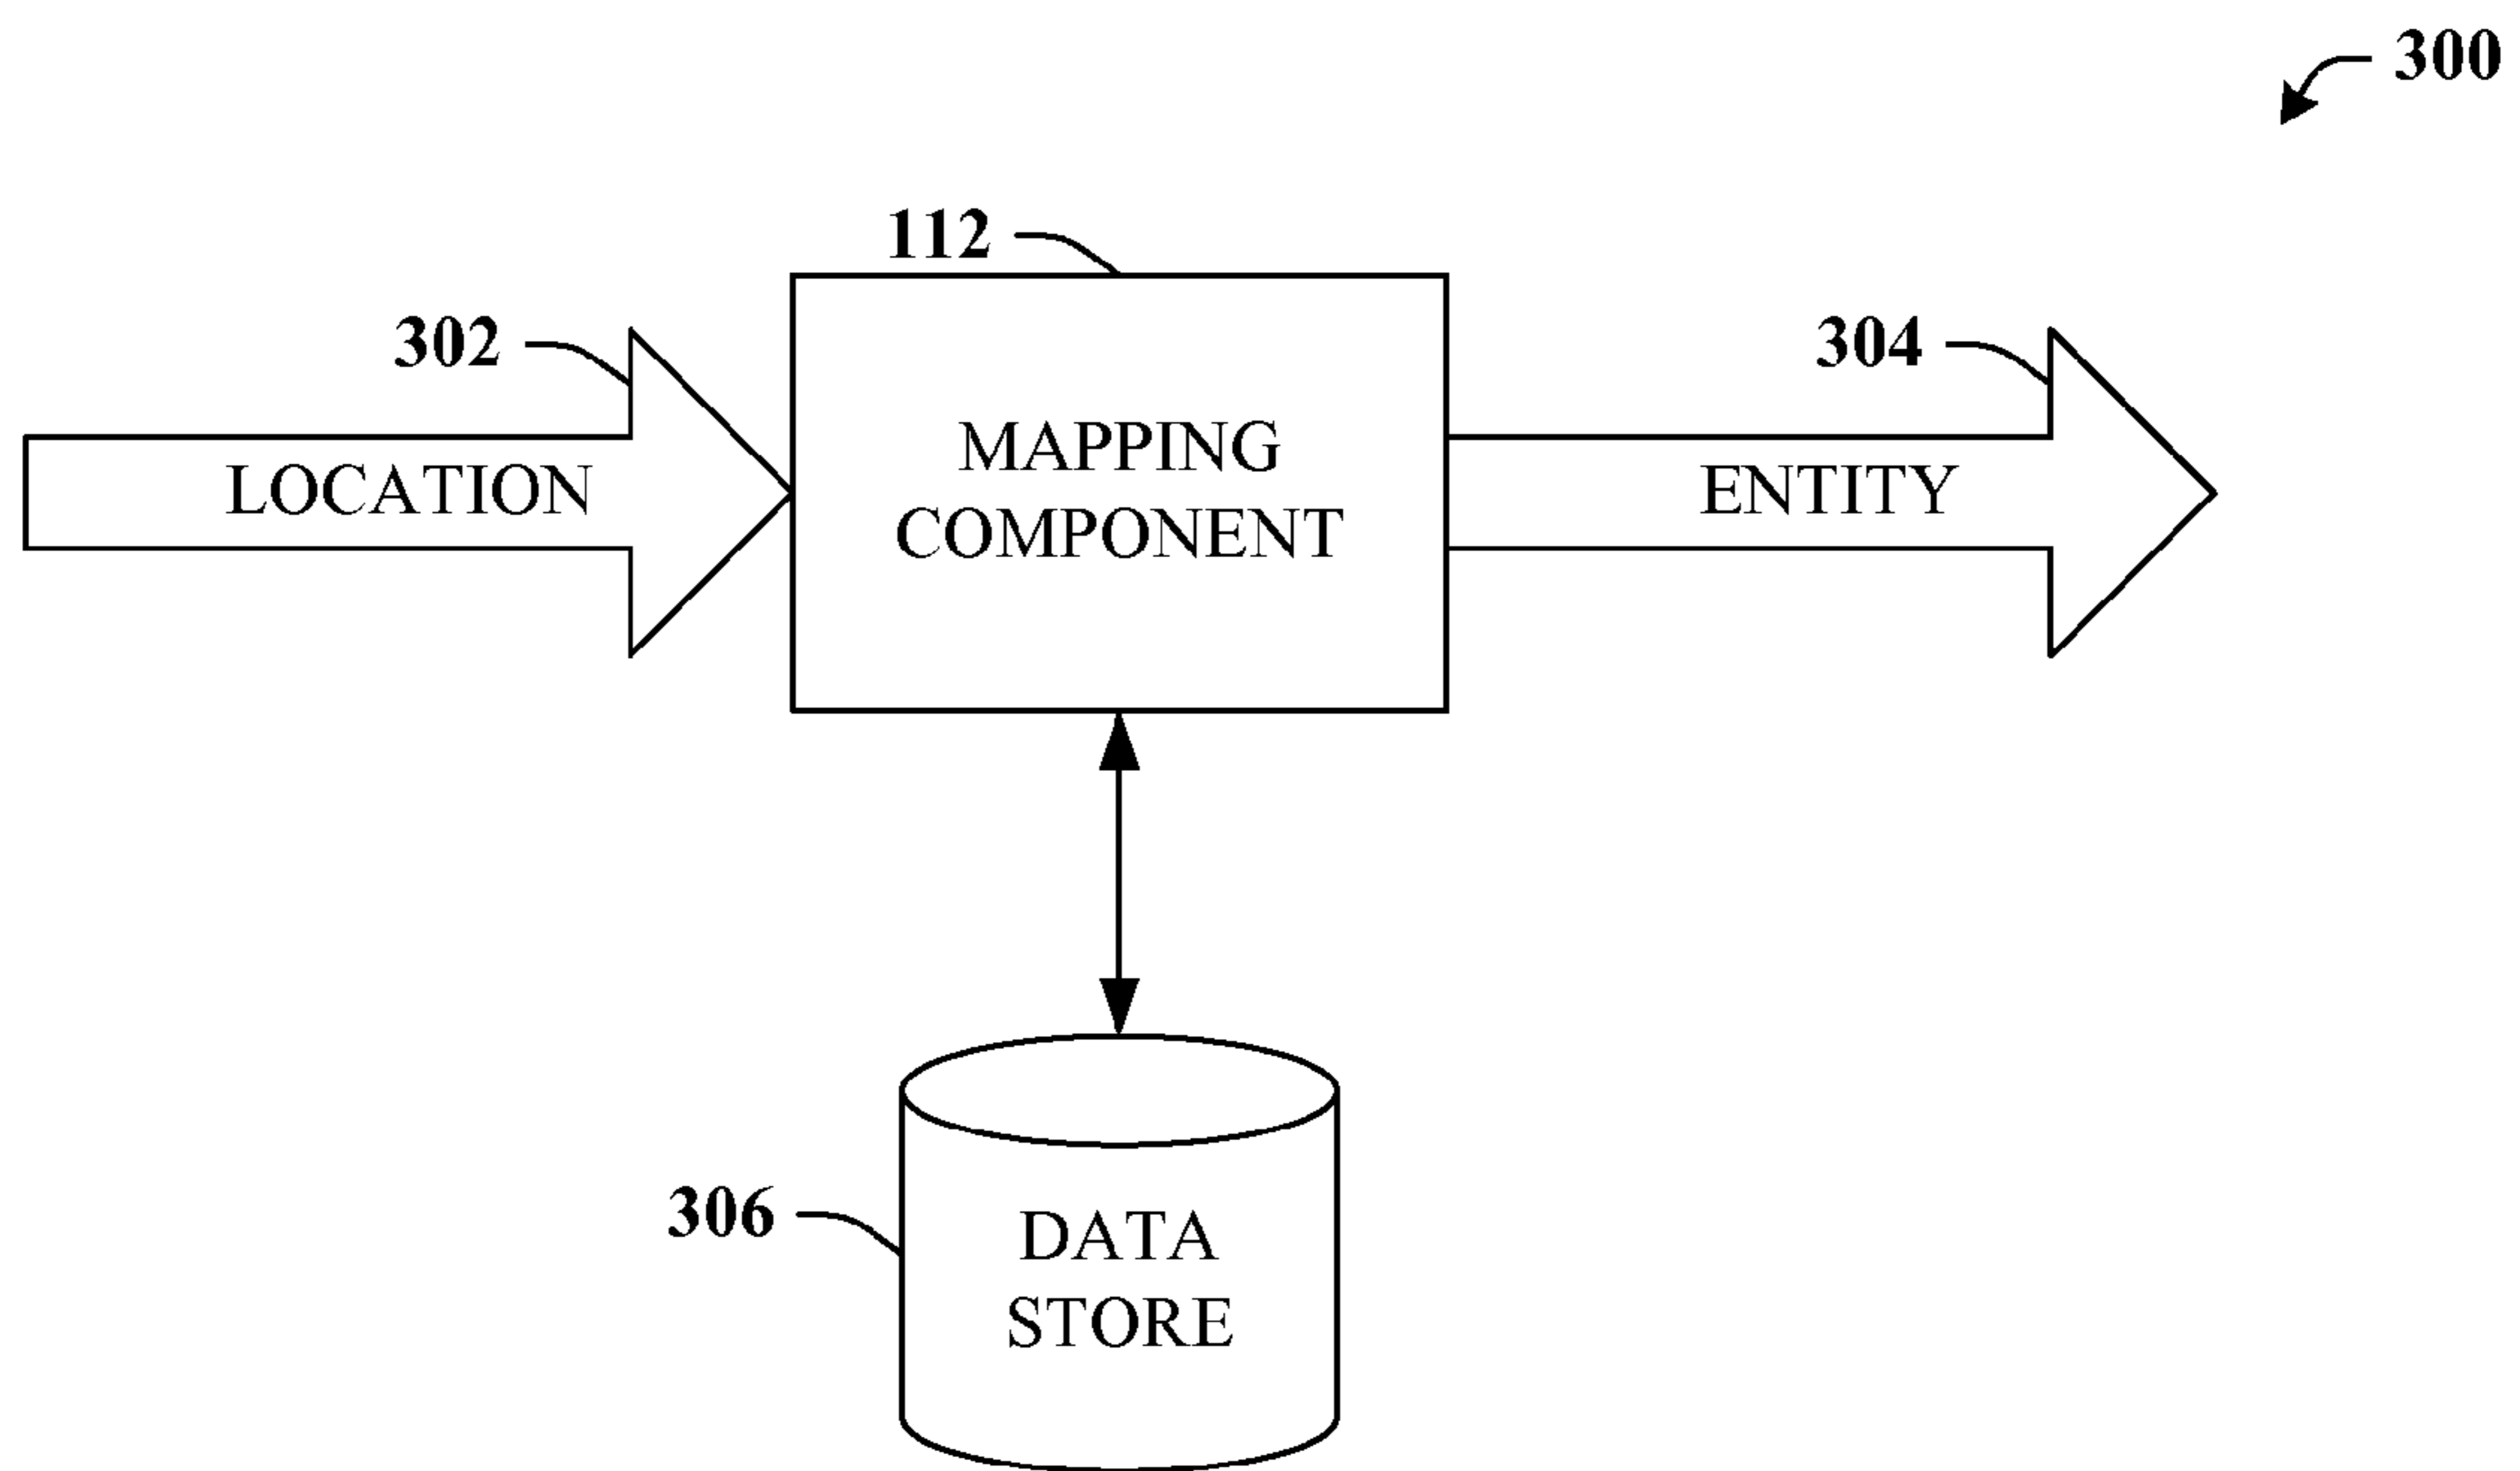 300
112
302
304
LOCATION
MAPPING
COMPONENT
ENTITY
306
DATA
STORE